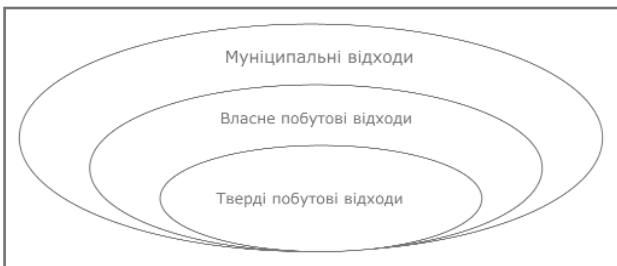 Муніципальні відходи
Власне побутові відходи
Тверді побутові відходи